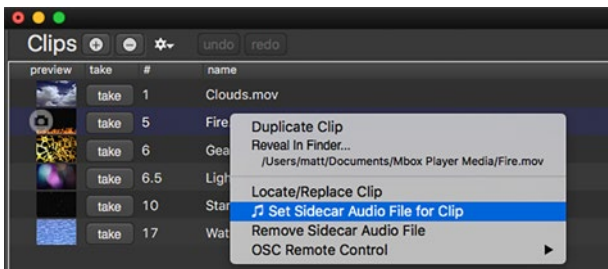 Clips undo redo
preview take # name
take 1 Clouds.mov
take 5 Fire
Duplicate Clip
Reveal In Finder...
/Users/matt/Documents/Mbox Player Media/Fire.mov
take 6 Gea
take 6.5 Ligh
Locate/Replace Clip
take 10 Star
Set Sidecar Audio File for Clip
Remove Sidecar Audio File
take 17 Wat
OSC Remote Control